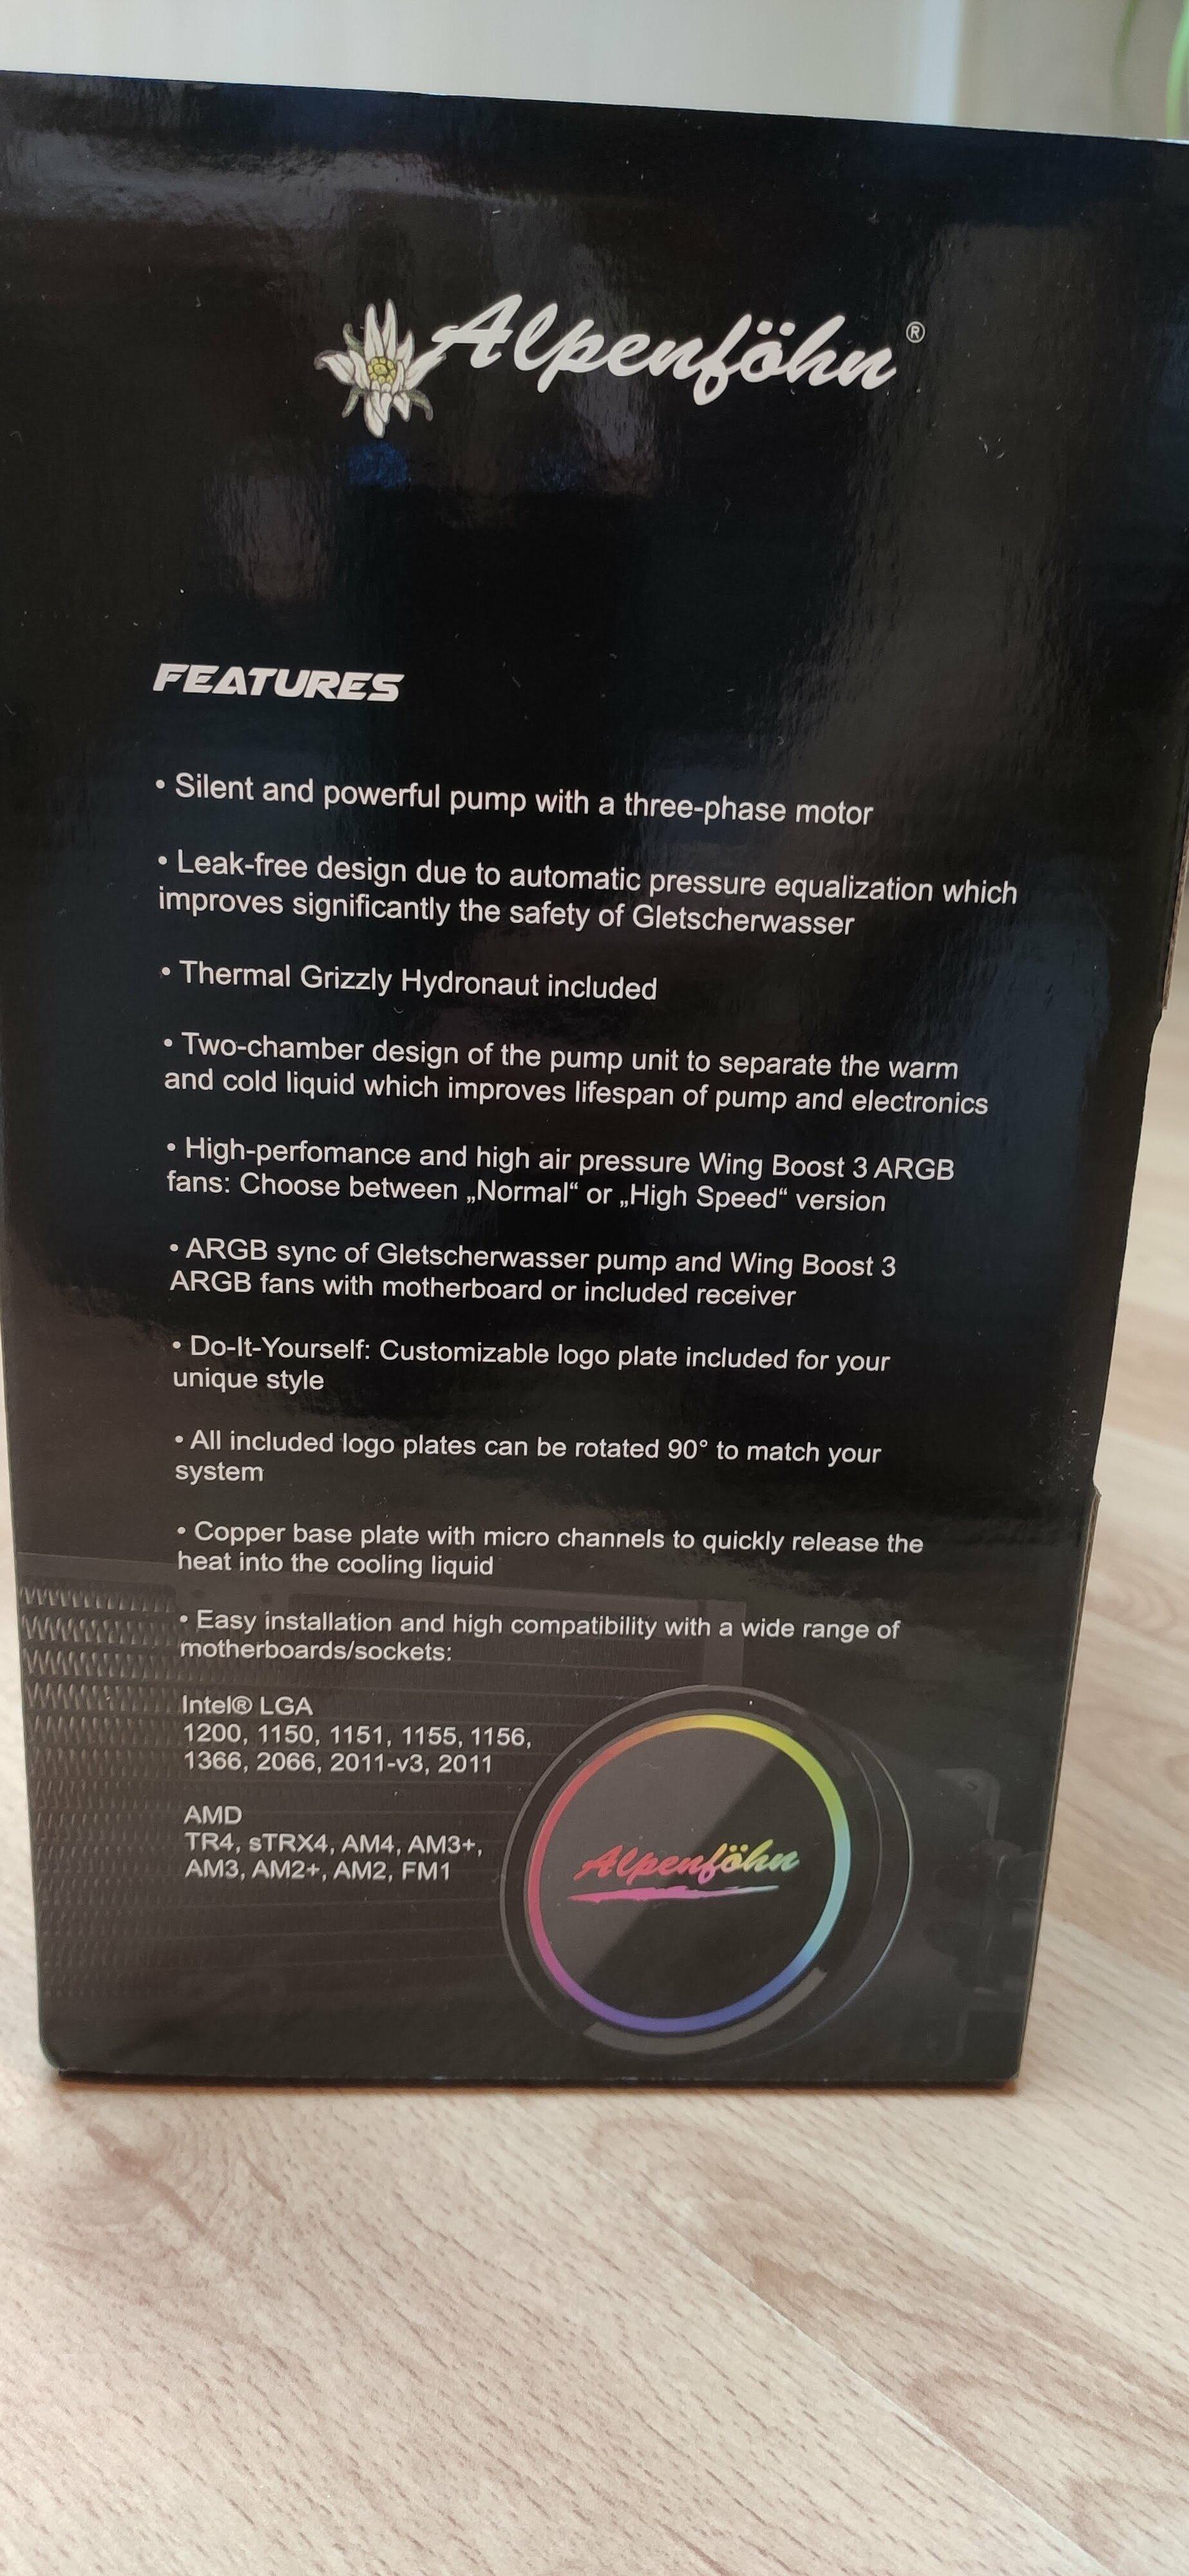 Alpenföhn®
FEATURES
• Silent and powerful pump with a three-phase motor
• Leak-free design due to automatic pressure equalization which
improves significantly the safety of Gletscherwasser
• Thermal Grizzly Hydronaut included
• Two-chamber design of the pump unit to separate the warm
and cold liquid which improves lifespan of pump and electronics
• High-perfomance and high air pressure Wing Boost 3 ARGB
fans: Choose between „Normal“ or „High Speed“ version
• ARGB sync of Gletscherwasser pump and Wing Boost 3
ARGB fans with motherboard or included receiver
• Do-It-Yourself: Customizable logo plate included for your
unique style
• All included logo plates can be rotated 90° to match your
system
• Copper base plate with micro channels to quickly release the
heat into the cooling liquid
• Easy installation and high compatibility with a wide range of
motherboards/sockets:
Intel® LGA
1200, 1150, 1151, 1155, 1156,
1366, 2066, 2011-v3, 2011
AMD
TR4, sTRX4, AM4, AM3+,
AM3, AM2+, AM2, FM1
Alpenföhn